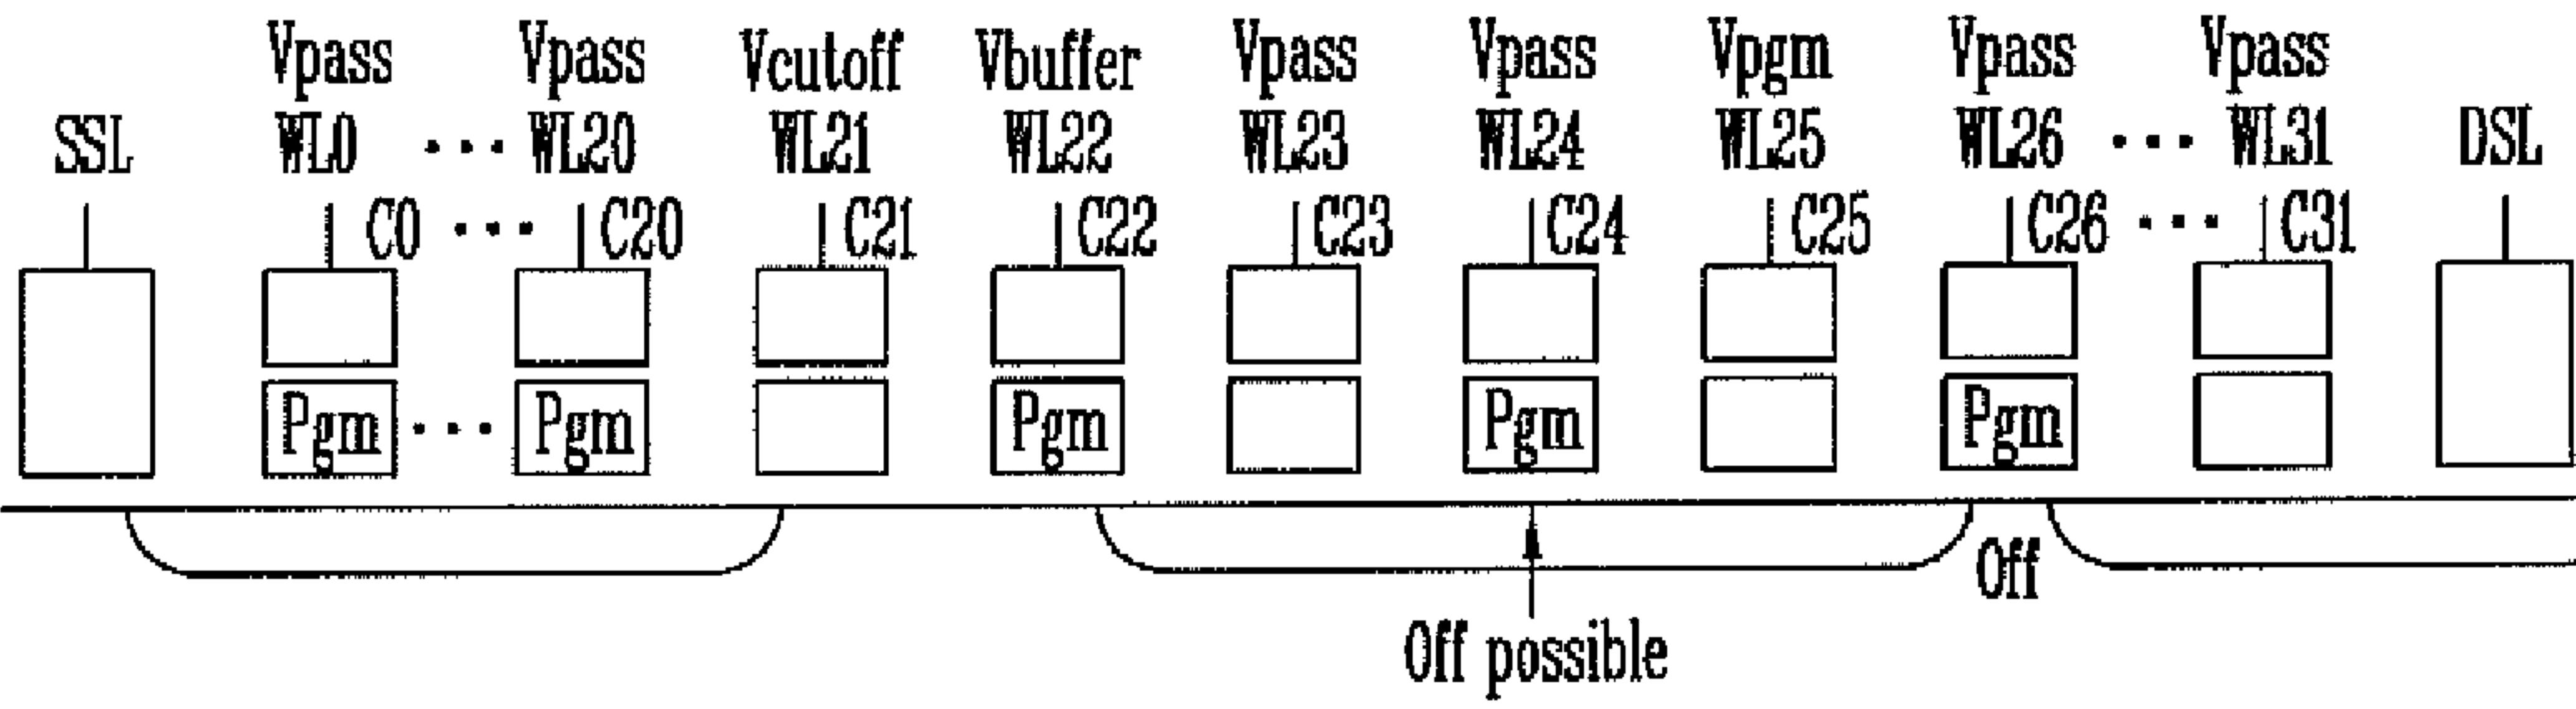 Vpass Vpass Vcutoff Vbuffer Vpass Vpass Vpgm Vpass Vpass
SSL WL0 ··· WL20 WL21 WL22 WL23 WL24 WL25 WL26 ··· WL31 DSL
C0 ··· C20 C21 C22 C23 C24 C25 C26 ··· C31
Pgm ··· Pgm Pgm Pgm Pgm
Off
Off possible